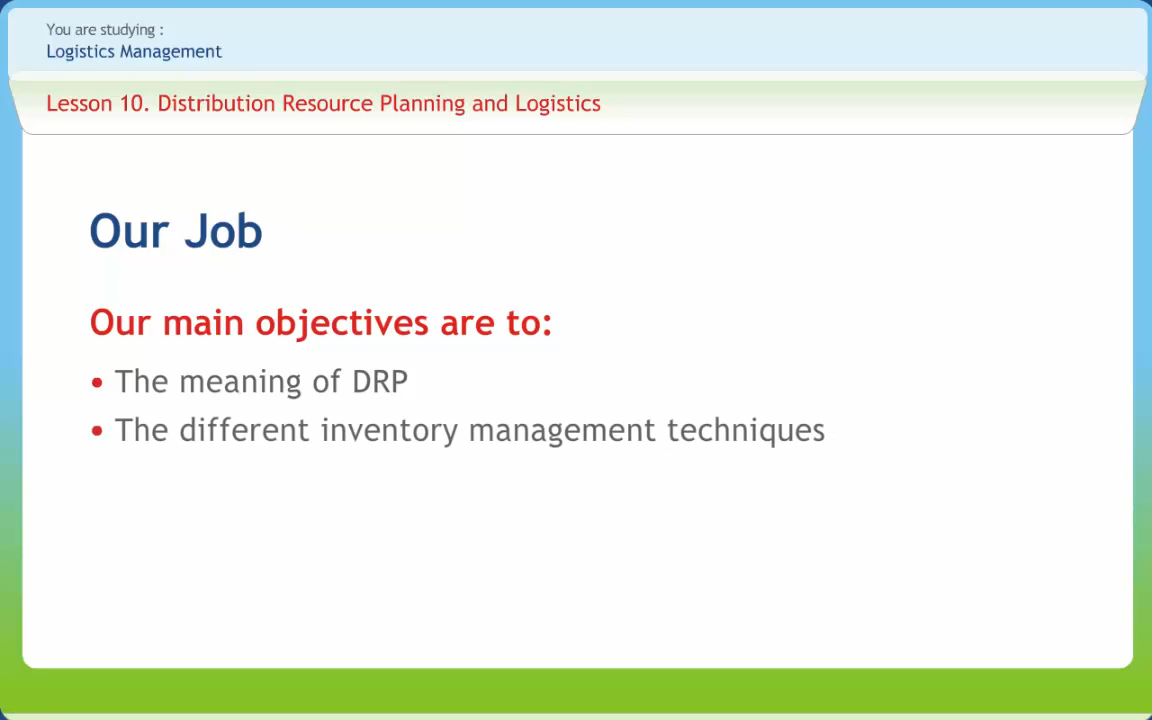 You are studying :
Logistics Management
Lesson 10. Distribution Resource Planning and Logistics
Our Job
Our main objectives are to:
• The meaning of DRP
• The different inventory management techniques